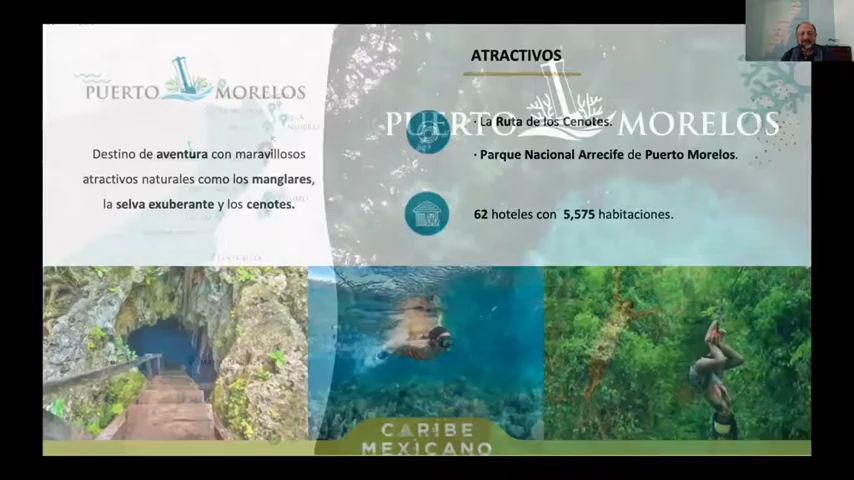 PUERTO MORELOS
Destino de aventura con maravillosos
atractivos naturales como los manglares,
la selva exuberante y los cenotes.
ATRACTIVOS
PUERTO MORELOS
· La Ruta de los Cenotes.
· Parque Nacional Arrecife de Puerto Morelos.
62 hoteles con 5,575 habitaciones.
CARIBE
MEXICANO